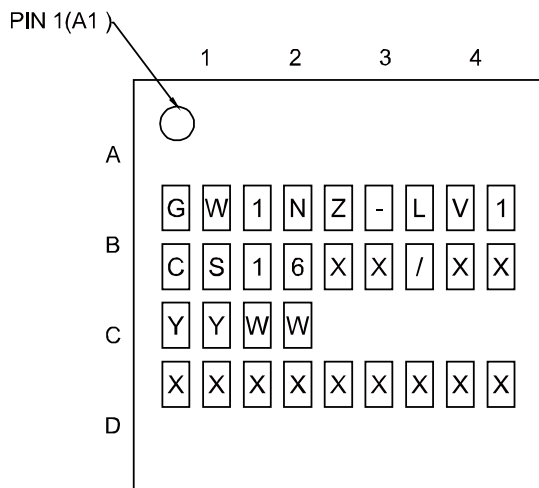 PIN 1(A1 )
1 2 3 4
A
GW1NZ-LV1
B
CS16XX/XX
C
YYWW
XXXXXXXXX
D